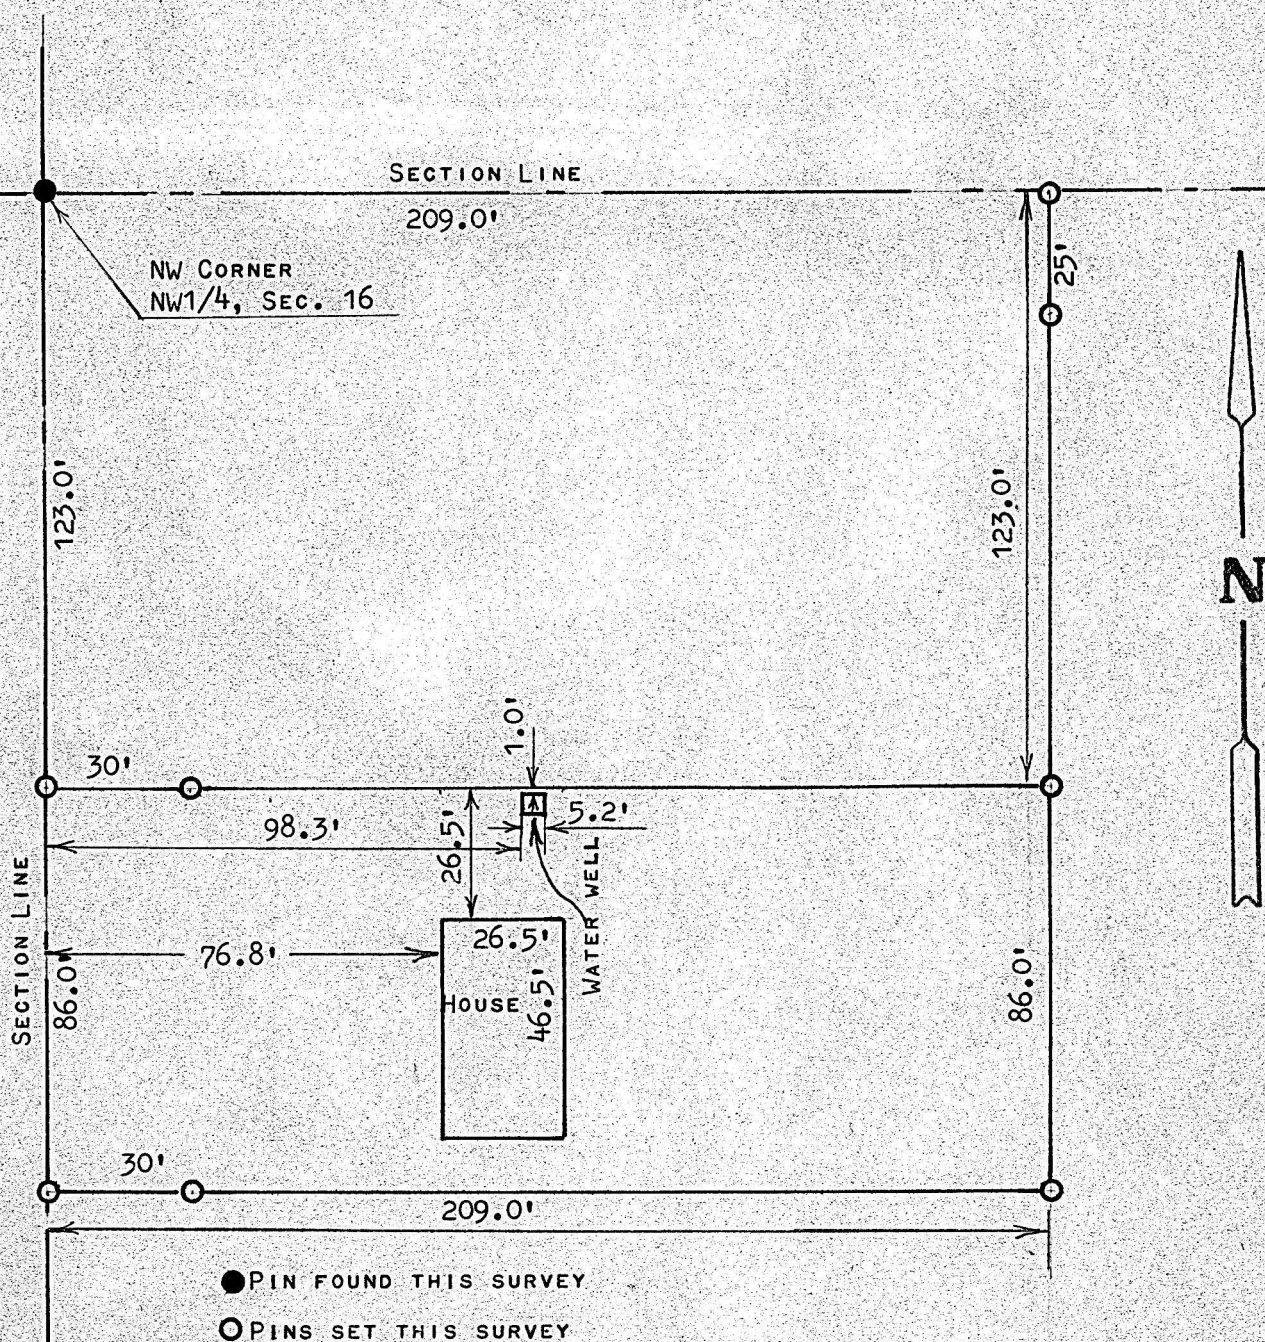 SECTION LINE
209.0'
NW CORNER
NW1/4, SEC. 16
25'
123.0'
123.0'
N
1.0'
30'
98.3'
26.5'
5.2'
WATER WELL
SECTION LINE
76.8'
26.5'
86.0'
HOUSE
46.5'
86.0'
30'
209.0'
PIN FOUND THIS SURVEY
PINS SET THIS SURVEY